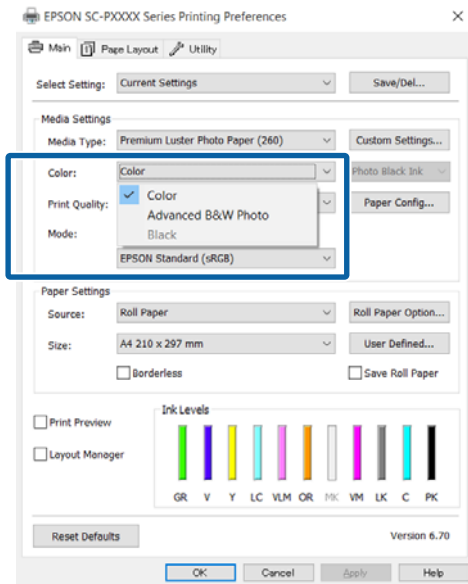 EPSON SC-PXXXX Series Printing Preferences
Main Page Layout Utility
Select Setting: Current Settings Save/Del...
Media Settings
Media Type: Premium Luster Photo Paper (260) Custom Settings...
Color: Color Photo Black Ink
Color
Print Quality: Paper Config...
Advanced B&W Photo
Mode: Black
EPSON Standard (sRGB)
Paper Settings
Source: Roll Paper Roll Paper Option...
Size: A4 210 x 297 mm User Defined...
Borderless Save Roll Paper
Print Preview Ink Levels
Layout Manager
GR V Y LC VLM OR MK VM LK C PK
Reset Defaults Version 6.70
OK Cancel Apply Help